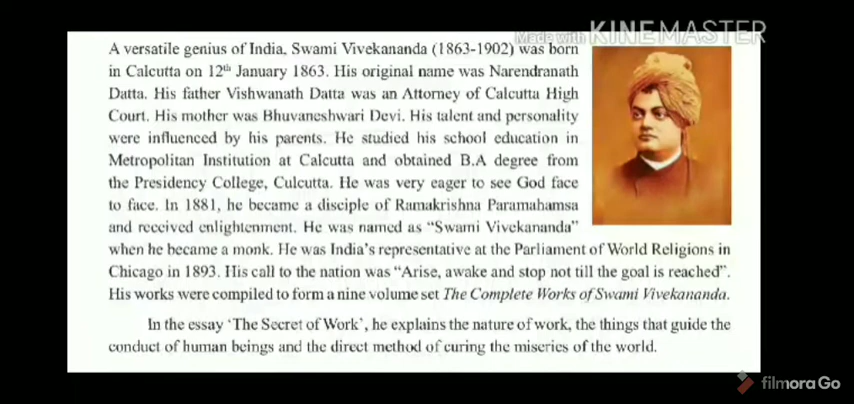 Made with KINEMASTER
A versatile genius of India, Swami Vivekananda (1863-1902) was born
in Calcutta on 12th January 1863. His original name was Narendranath
Datta. His father Vishwanath Datta was an Attorney of Calcutta High
Court. His mother was Bhuvaneshwari Devi. His talent and personality
were influenced by his parents. He studied his school education in
Metropolitan Institution at Calcutta and obtained B.A degree from
the Presidency College, Culcutta. He was very eager to see God face
to face. In 1881, he became a disciple of Ramakrishna Paramahamsa
and received enlightenment. He was named as “Swami Vivekananda”
when he became a monk. He was India’s representative at the Parliament of World Religions in
Chicago in 1893. His call to the nation was “Arise, awake and stop not till the goal is reached”.
His works were compiled to form a nine volume set The Complete Works of Swami Vivekananda.
In the essay ‘The Secret of Work’, he explains the nature of work, the things that guide the
conduct of human beings and the direct method of curing the miseries of the world.
filmora Go